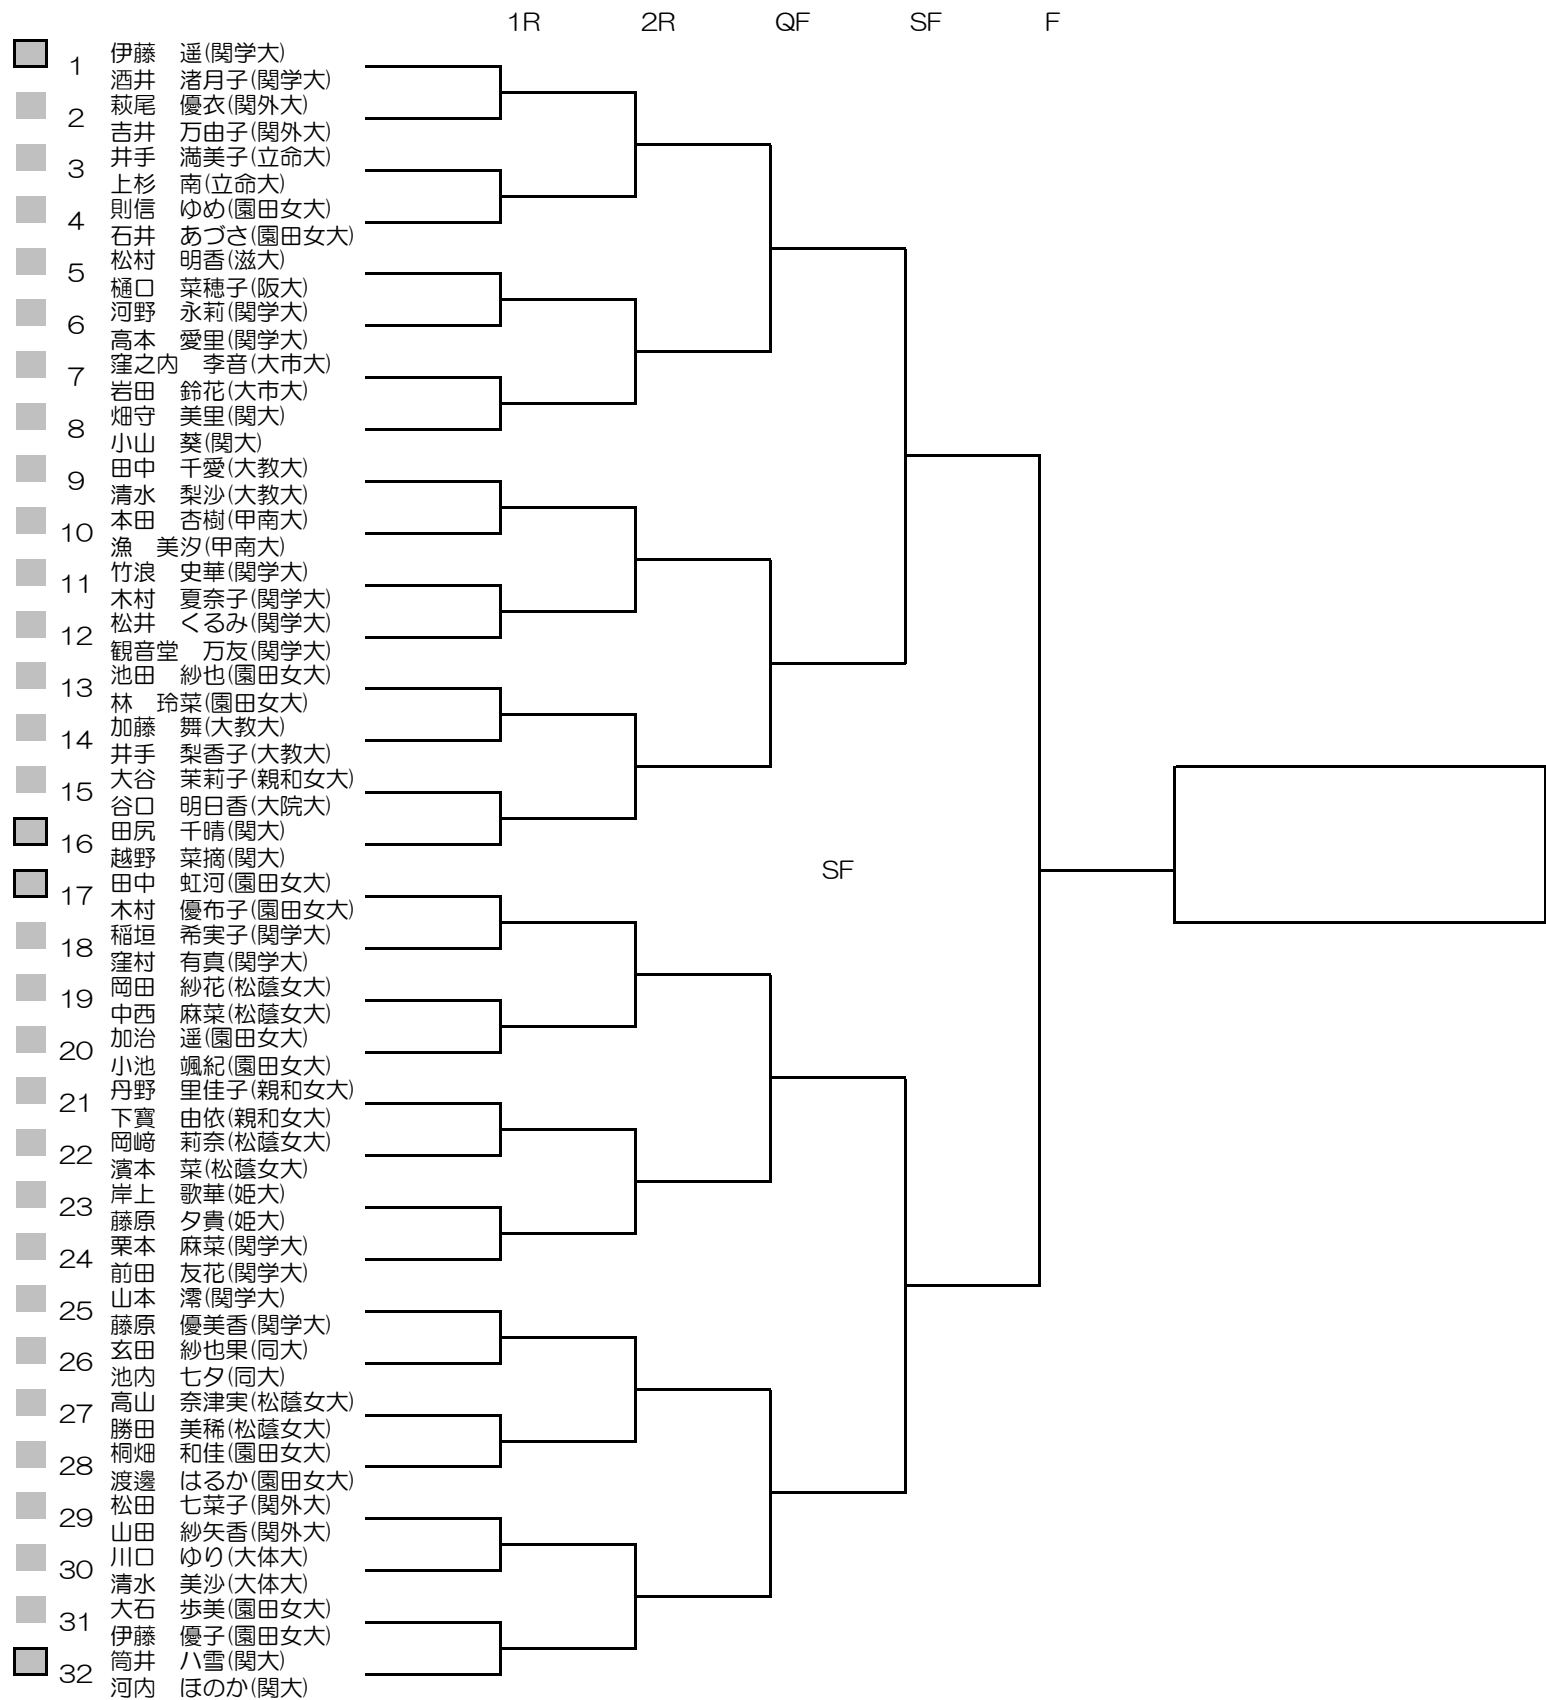 1R 2R QF SF F
1 伊藤　遥(関学大)
酒井　渚月子(関学大)
2 萩尾　優衣(関外大)
吉井　万由子(関外大)
3 井手　満美子(立命大)
上杉　南(立命大)
4 則信　ゆめ(園田女大)
石井　あづさ(園田女大)
5 松村　明香(滋大)
樋口　菜穂子(阪大)
6 河野　永莉(関学大)
高本　愛里(関学大)
7 窪之内　李音(大市大)
岩田　鈴花(大市大)
8 畑守　美里(関大)
小山　葵(関大)
9 田中　千愛(大教大)
清水　梨沙(大教大)
10 本田　杏樹(甲南大)
漁　美汐(甲南大)
11 竹浪　史華(関学大)
木村　夏奈子(関学大)
12 松井　くるみ(関学大)
観音堂　万友(関学大)
13 池田　紗也(園田女大)
林　玲菜(園田女大)
14 加藤　舞(大教大)
井手　梨香子(大教大)
15 大谷　茉莉子(親和女大)
谷口　明日香(大院大)
16 田尻　千晴(関大)
越野　菜摘(関大)
SF
17 田中　虹河(園田女大)
木村　優布子(園田女大)
18 稲垣　希実子(関学大)
窪村　有真(関学大)
19 岡田　紗花(松蔭女大)
中西　麻菜(松蔭女大)
20 加治　遥(園田女大)
小池　颯紀(園田女大)
21 丹野　里佳子(親和女大)
下寳　由依(親和女大)
22 岡﨑　莉奈(松蔭女大)
濱本　菜(松蔭女大)
23 岸上　歌華(姫大)
藤原　夕貴(姫大)
24 栗本　麻菜(関学大)
前田　友花(関学大)
25 山本　澪(関学大)
藤原　優美香(関学大)
26 玄田　紗也果(同大)
池内　七夕(同大)
27 高山　奈津実(松蔭女大)
勝田　美稀(松蔭女大)
28 桐畑　和佳(園田女大)
渡邊　はるか(園田女大)
29 松田　七菜子(関外大)
山田　紗矢香(関外大)
30 川口　ゆり(大体大)
清水　美沙(大体大)
31 大石　歩美(園田女大)
伊藤　優子(園田女大)
32 筒井　ハ雪(関大)
河内　ほのか(関大)